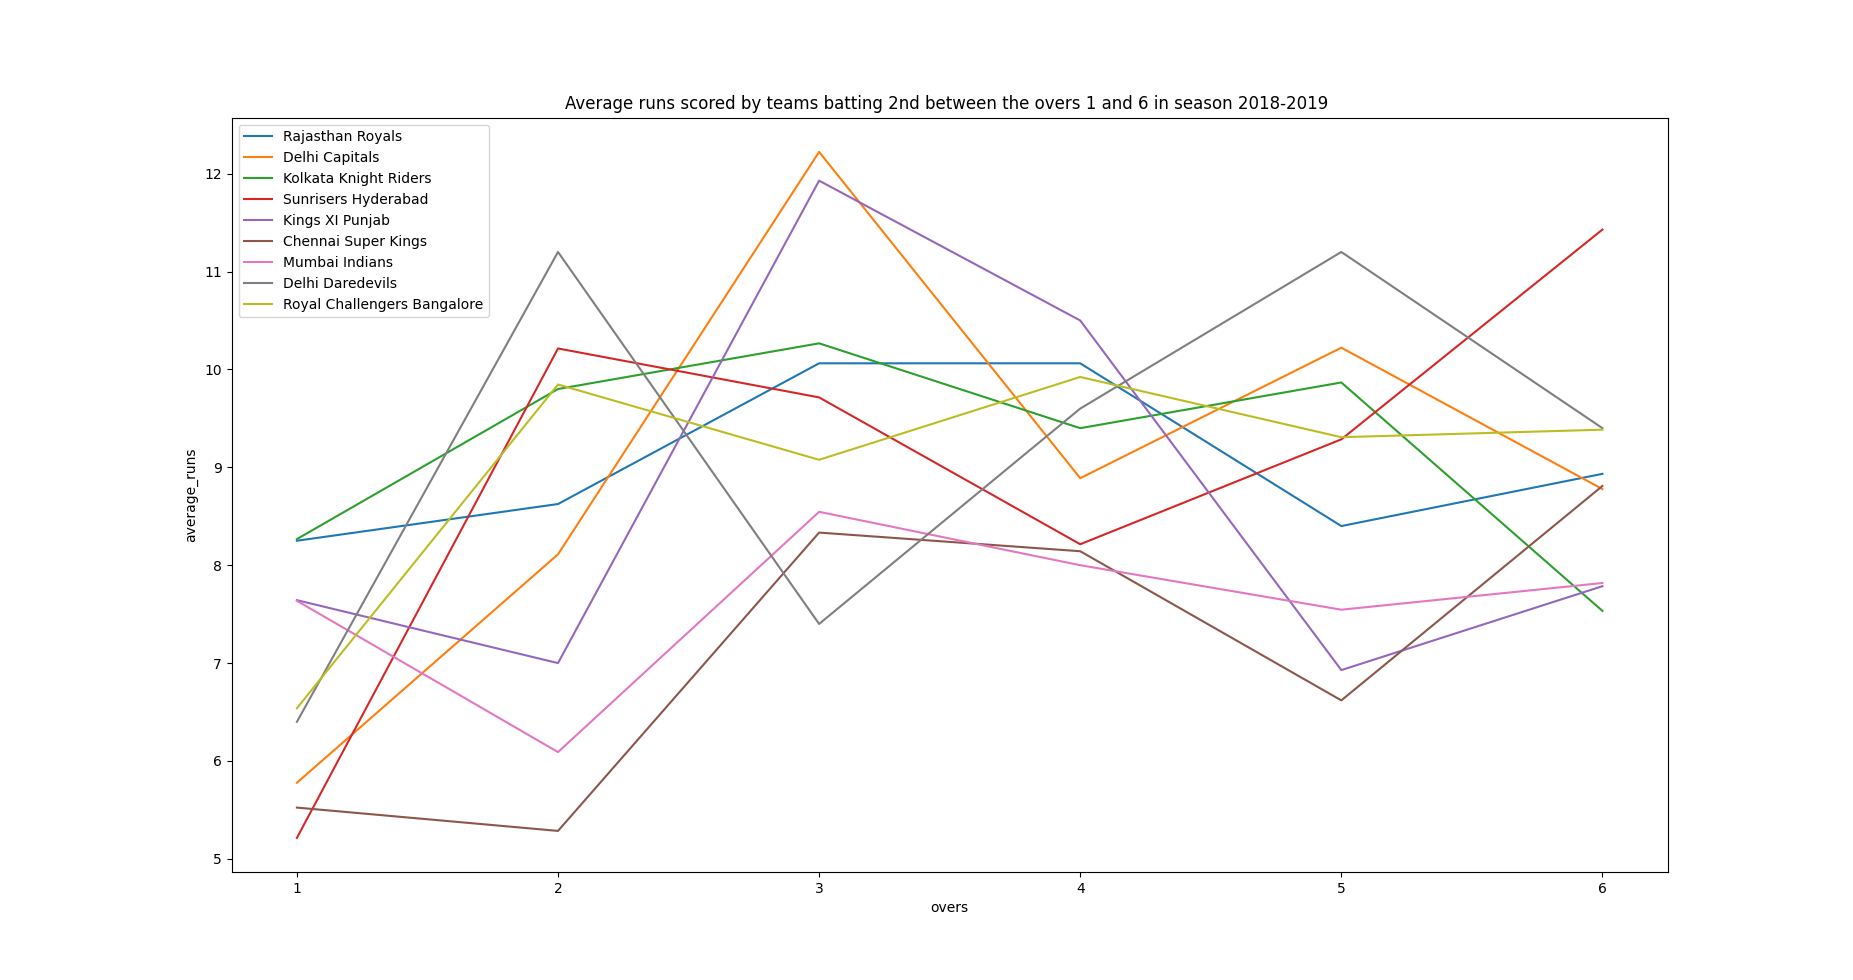 Average runs scored by teams batting 2nd between the overs 1 and 6 in season 2018-2019
Rajasthan Royals
Delhi Capitals
Kolkata Knight Riders
Sunrisers Hyderabad
Kings XI Punjab
Chennai Super Kings
Mumbai Indians
Delhi Daredevils
Royal Challengers Bangalore
average_runs
12
11
10
9
8
7
6
5
1 2 3 4 5 6
overs